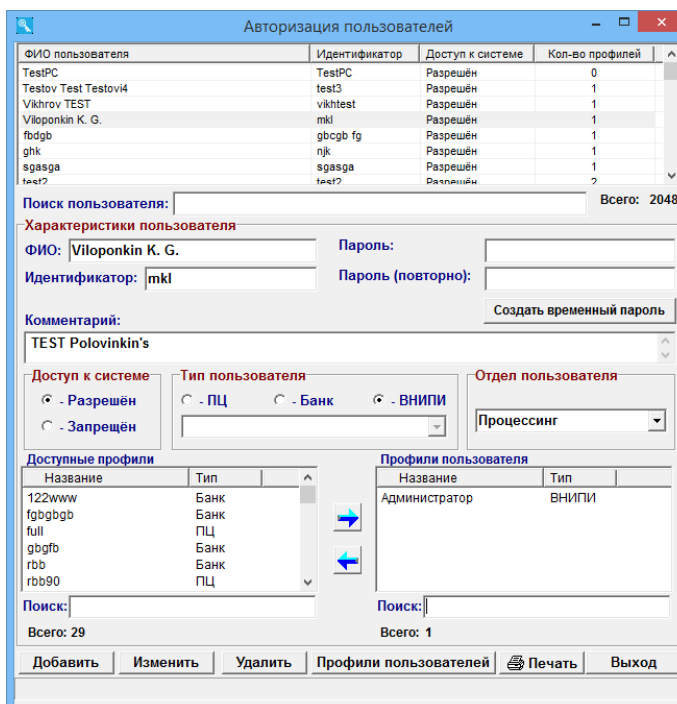 Авторизация пользователей
ФИО пользователя Идентификатор Доступ к системе Кол-во профилей
TestPC TestPC Разрешён 0
Testov Test Testovi4 test3 Разрешён 1
Vikhrov TEST vikhtest Разрешён 1
Viloponkin K. G. mkl Разрешён 1
fbdgb gbcgb fg Разрешён 1
ghk njk Разрешён 1
sgasga sgasga Разрешён 1
test2 test2 Разрешён 2
Поиск пользователя: Всего: 2048
Характеристики пользователя
ФИО: Viloponkin K. G. Пароль:
Идентификатор: mkl Пароль (повторно):
Создать временный пароль
Комментарий:
TEST Polovinkin's
Доступ к системе Тип пользователя Отдел пользователя
- Разрешён - ПЦ - Банк - ВНИПИ
- Запрещён Процессинг
Доступные профили Профили пользователя
Название Тип Название Тип
122www Банк Администратор ВНИПИ
fgbgbgb Банк
full ПЦ
gbgfb Банк
rbb Банк
rbb90 ПЦ
Поиск: Поиск:
Всего: 29 Всего: 1
Добавить Изменить Удалить Профили пользователей Печать Выход